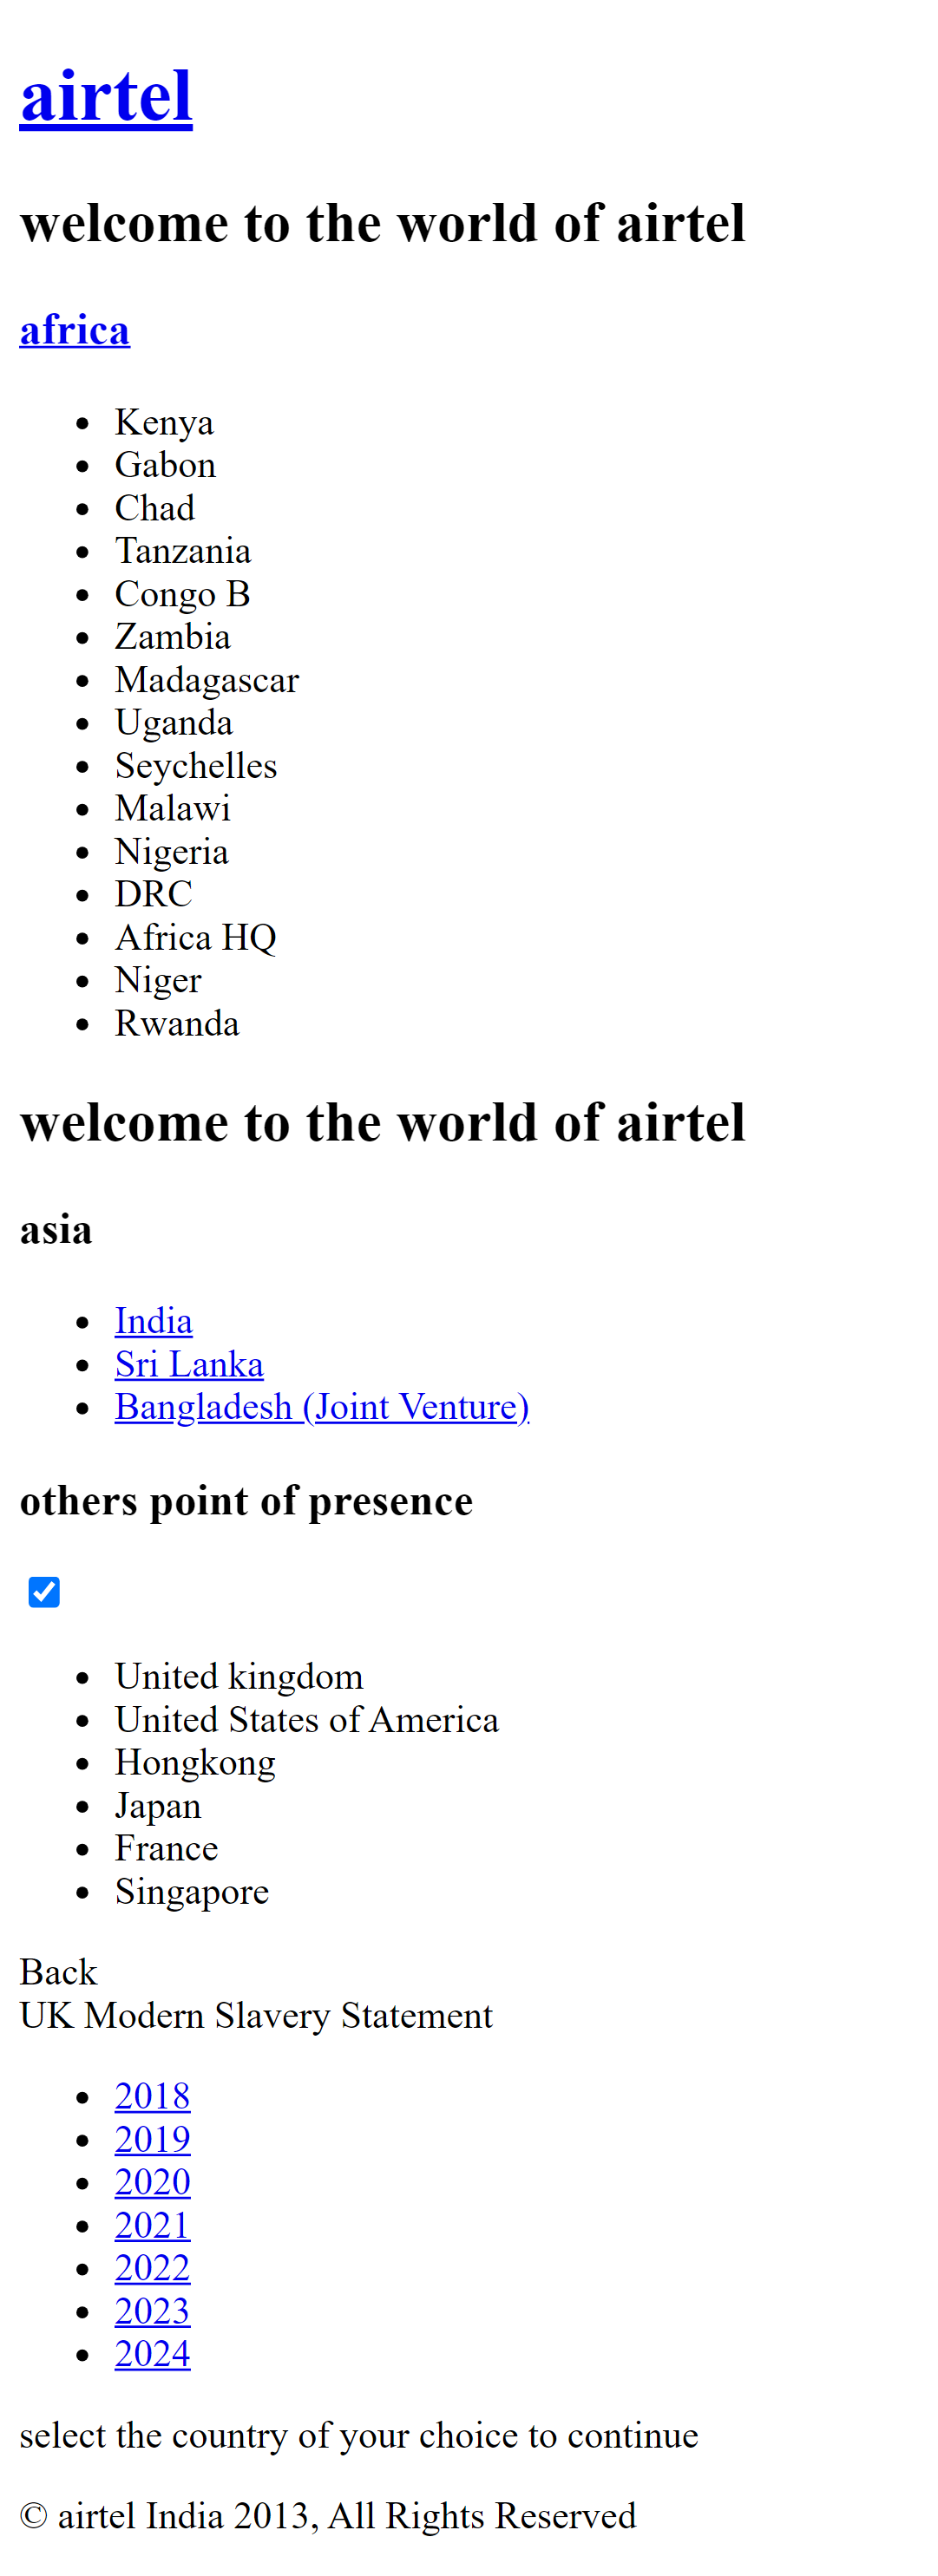 airtel
welcome to the world of airtel
africa
Kenya
Gabon
Chad
Tanzania
Congo B
Zambia
Madagascar
Uganda
Seychelles
Malawi
Nigeria
DRC
Africa HQ
Niger
Rwanda
welcome to the world of airtel
asia
India
Sri Lanka
Bangladesh (Joint Venture)
others point of presence
United kingdom
United States of America
Hongkong
Japan
France
Singapore
Back
UK Modern Slavery Statement
2018
2019
2020
2021
2022
2023
2024
select the country of your choice to continue
© airtel India 2013, All Rights Reserved